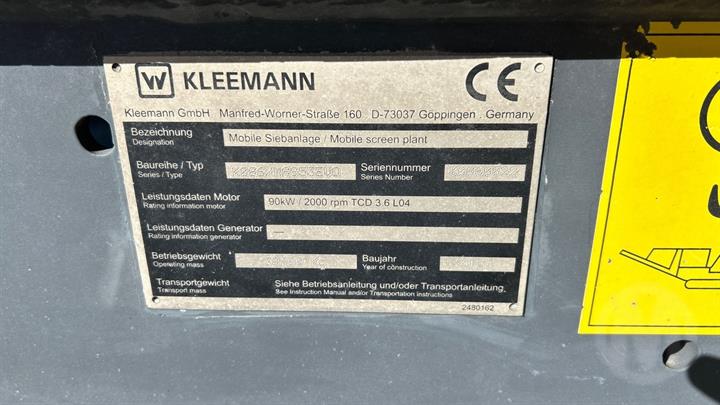 W KLEEMANN CE
Kleemann GmbH . Manfred-Wörner-Straße 160 . D-73037 Göppingen . Germany
Bezeichnung
Designation
Mobile Siebanlage / Mobile screen plant
Baureihe / Typ
Series / Type
Seriennummer
Series Number
Leistungsdaten Motor
Rating information motor
90kW / 2000 rpm TCD 3.6 L04
Leistungsdaten Generator
Rating information generator
—
Betriebsgewicht
Operating mass
Baujahr
Year of construction
Transportgewicht
Transport mass
Siehe Betriebsanleitung und/oder Transportanleitung.
See Instruction Manual and/or Transportation instructions
2480162